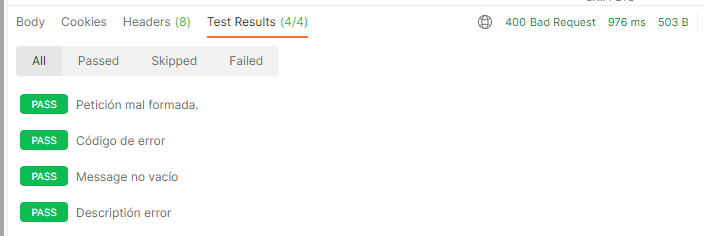 Body Cookies Headers (8) Test Results (4/4) 400 Bad Request 976 ms 503 B
All Passed Skipped Failed
PASS Petición mal formada.
PASS Código de error
PASS Message no vacío
PASS Descriptión error